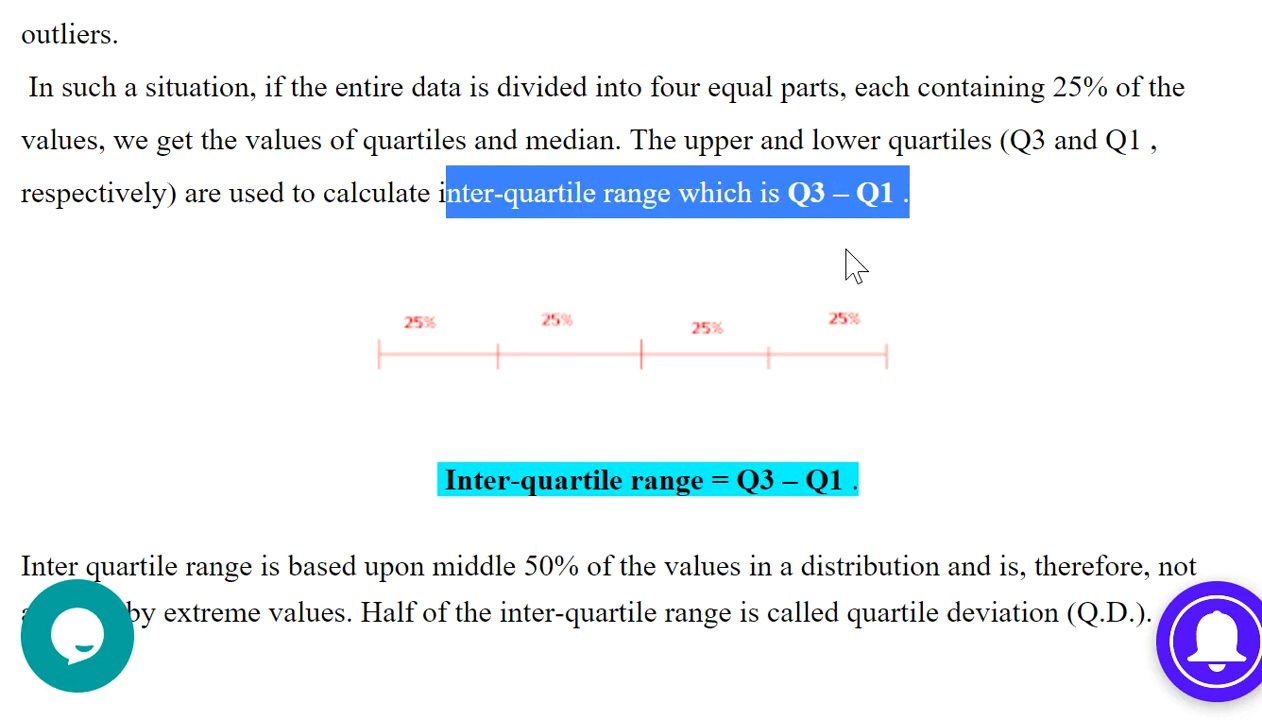 outliers.
In such a situation, if the entire data is divided into four equal parts, each containing 25% of the
values, we get the values of quartiles and median. The upper and lower quartiles (Q3 and Q1 ,
respectively) are used to calculate inter-quartile range which is Q3 – Q1 .
25% 25% 25% 25%
Inter-quartile range = Q3 – Q1 .
Inter quartile range is based upon middle 50% of the values in a distribution and is, therefore, not
by extreme values. Half of the inter-quartile range is called quartile deviation (Q.D.).